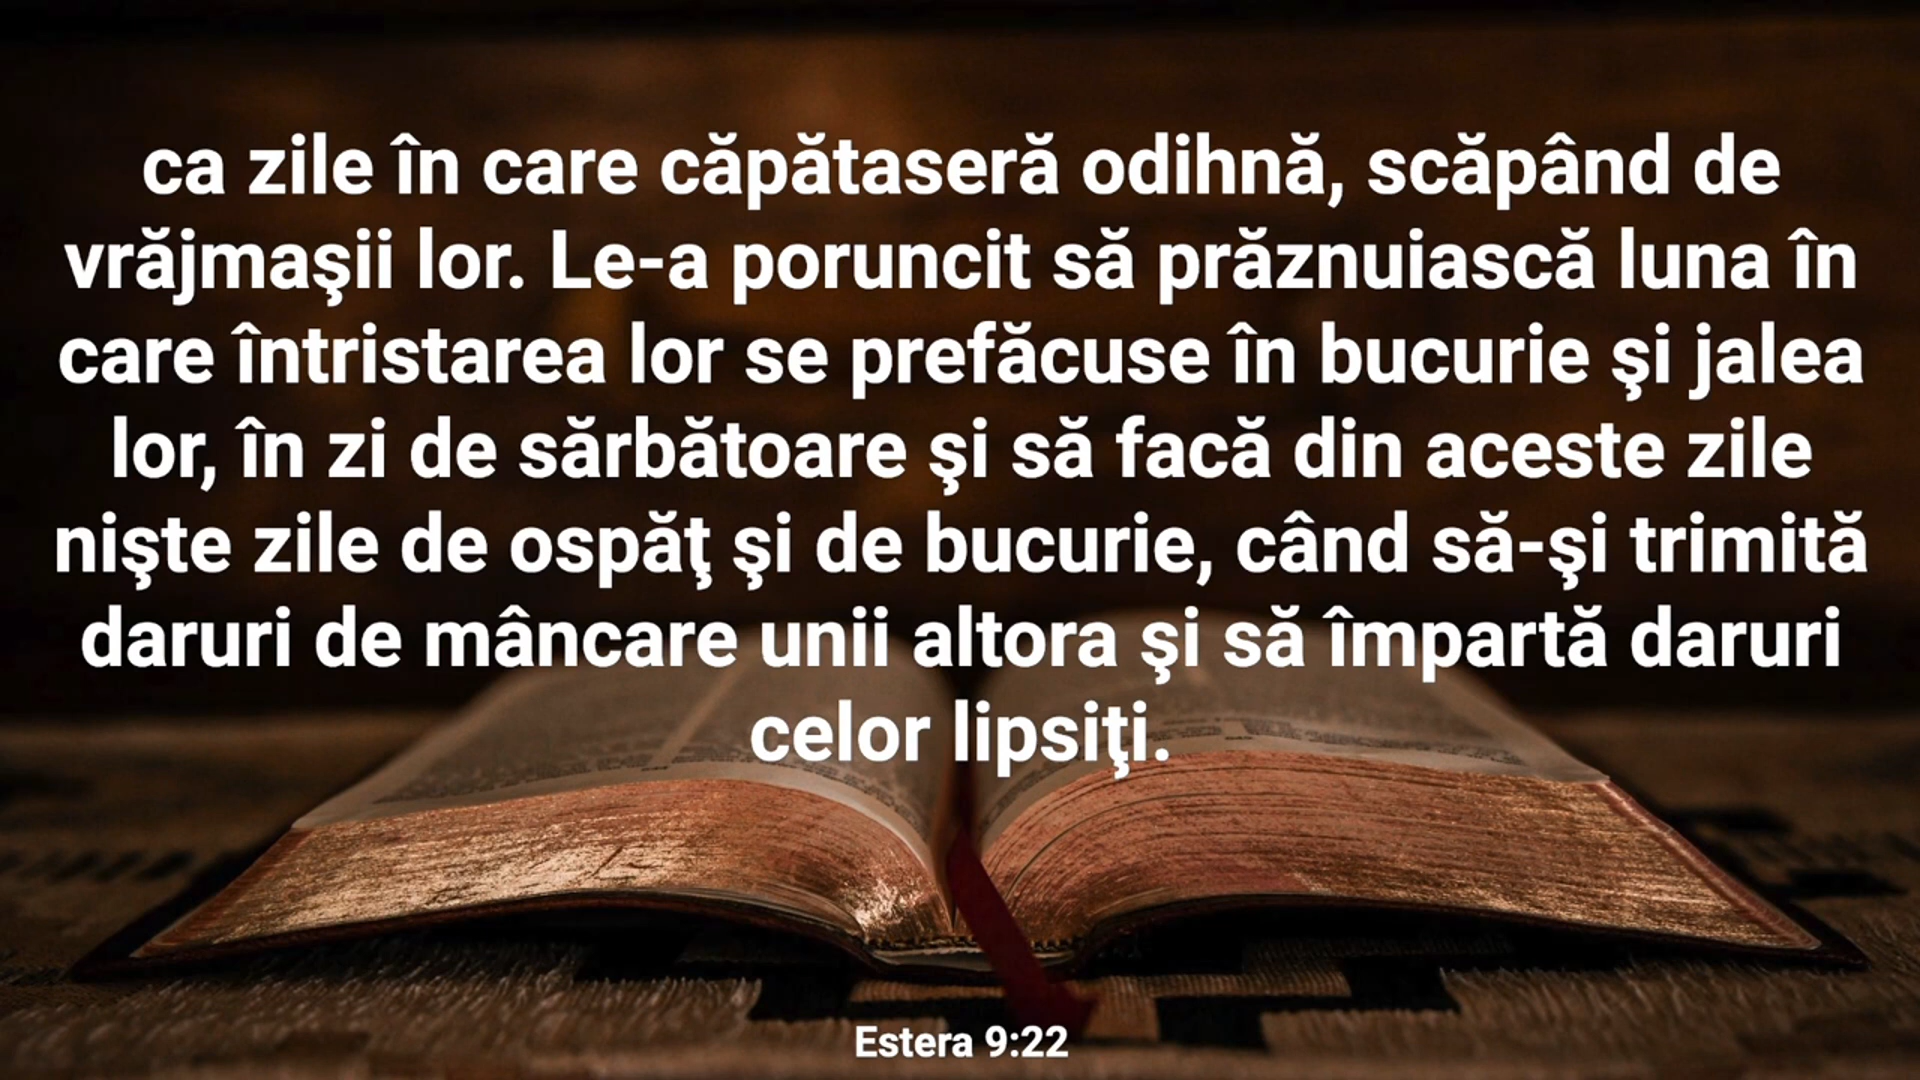 ca zile în care căpătaseră odihnă, scăpând de
vrăjmaşii lor. Le-a poruncit să prăznuiască luna în
care întristarea lor se prefăcuse în bucurie şi jalea
lor, în zi de sărbătoare şi să facă din aceste zile
nişte zile de ospăţ şi de bucurie, când să-şi trimită
daruri de mâncare unii altora şi să împartă daruri
celor lipsiţi.
Estera 9:22